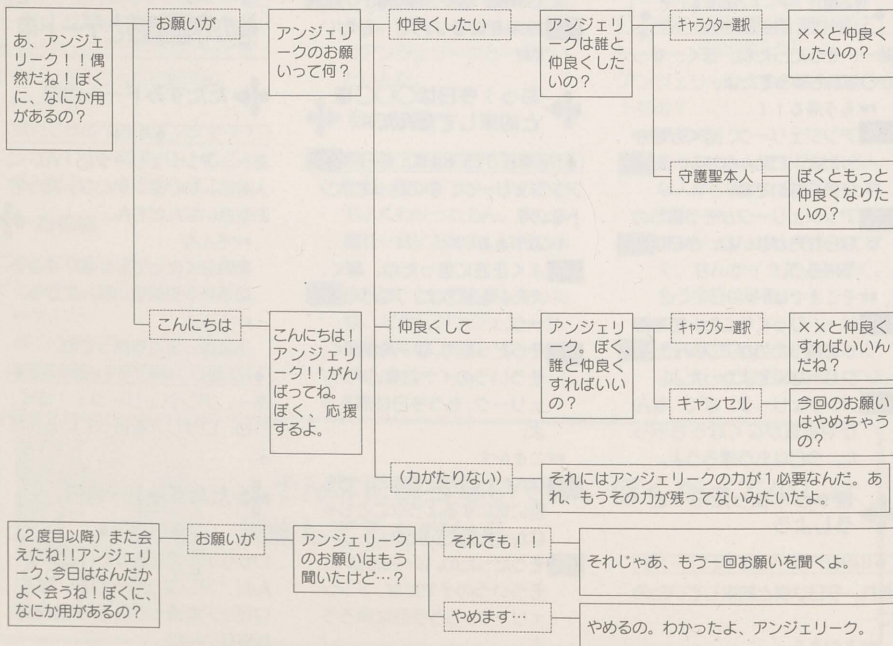 あ、アンジェ
リーク！！偶
然だね！ぼく
に、なにか用
があるの？
お願いが
アンジェリ
ークのお願
いって何？
仲良くしたい
アンジェリ
ークは誰と
仲良くした
いの？
キャラクター選択
××と仲良く
したいの？
守護聖本人
ぼくともっと
仲良くなりた
いの？
こんにちは
こんにちは！
アンジェリ
ーク！！がん
ばってね。
ぼく、応援
するよ。
仲良くして
アンジェリ
ーク。ぼく、
誰と仲良く
すればいい
の？
キャラクター選択
××と仲良く
すればいいん
だね？
キャンセル
今回のお願い
はやめちゃう
の？
（力がたりない）
それにはアンジェリークの力が１必要なんだ。あ
れ、もうその力が残ってないみたいだよ。
（２度目以降）また会
えたね！！アンジェリ
ーク、今日はなんだか
よく会うね！ぼくに、
なにか用があるの？
お願いが
アンジェリーク
のお願いはもう
聞いたけど…？
それでも！！
それじゃあ、もう一回お願いを聞くよ。
やめます…
やめるの。わかったよ、アンジェリーク。